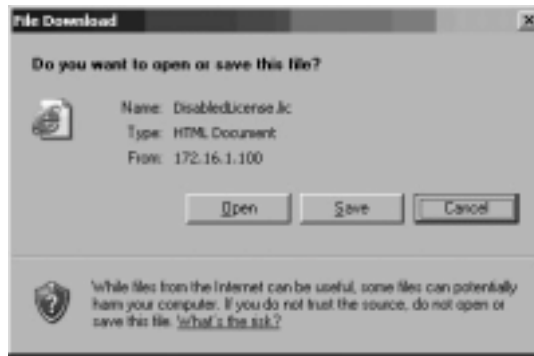 File Download
Do you want to open or save this file?
Name: DisabledLicense.lic
Type: HTML Document
From: 172.16.1.100
Open Save Cancel
While files from the Internet can be useful, some files can potentially
harm your computer. If you do not trust the source, do not open or
save this file. What's the risk?